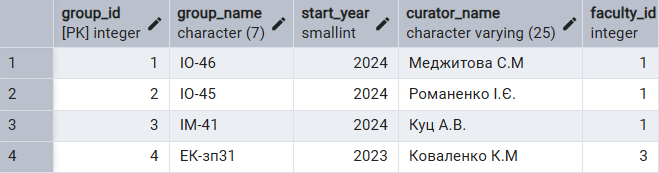 group_id group_name start_year curator_name faculty_id
[PK] integer character (7) smallint character varying (25) integer
1 1 ІО-46 2024 Меджитова С.М 1
2 2 ІО-45 2024 Романенко І.Є. 1
3 3 ІМ-41 2024 Куц А.В. 1
4 4 ЕК-зп31 2023 Коваленко К.М 3